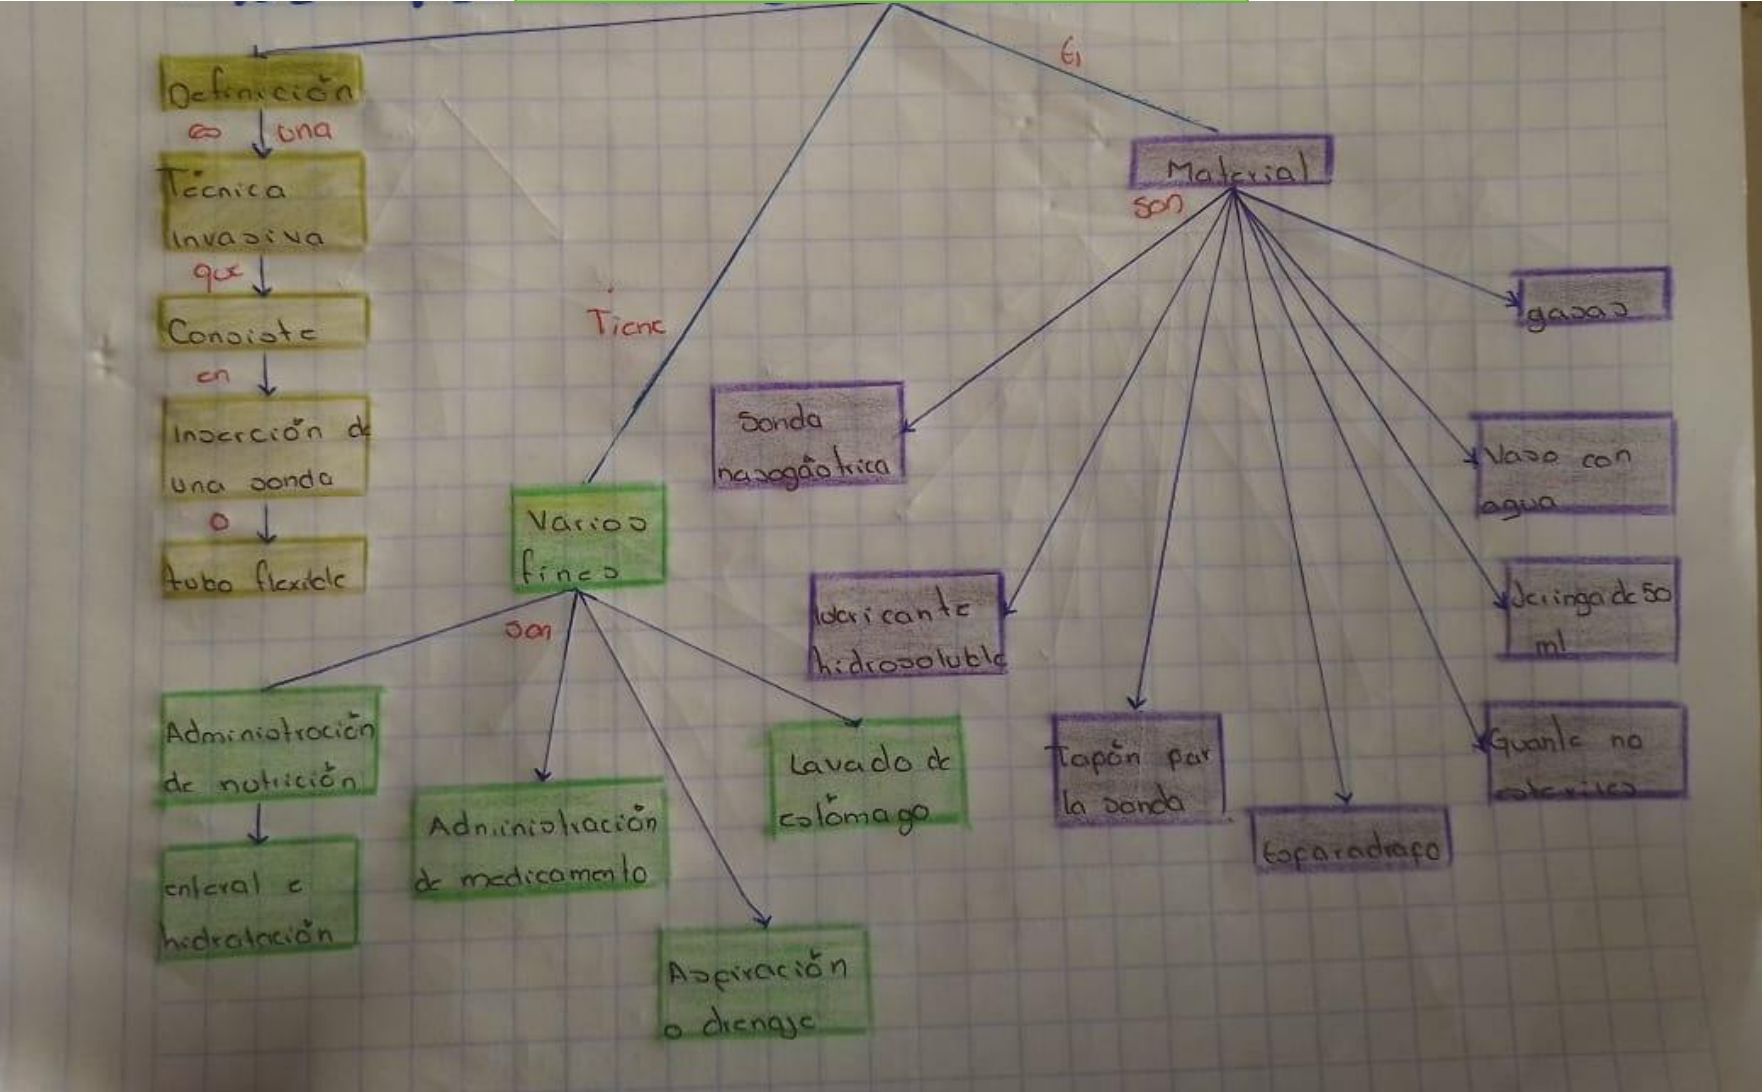 El
Definición
es una
Técnica
invasiva
que
Consiste
en
Inserción de
una sonda
o
tubo flexible
Tiene
Varios
fines
son
Administración
de nutrición
enteral e
hidratación
Administración
de medicamento
Aspiración
o drenaje
Lavado de
estómago
Material
son
Sonda
nasogástrica
lubricante
hidrosoluble
Tapón par
la sonda
Esparadrapo
Guante no
esteriles
Jeringa de 50
ml
Vaso con
agua
gasas